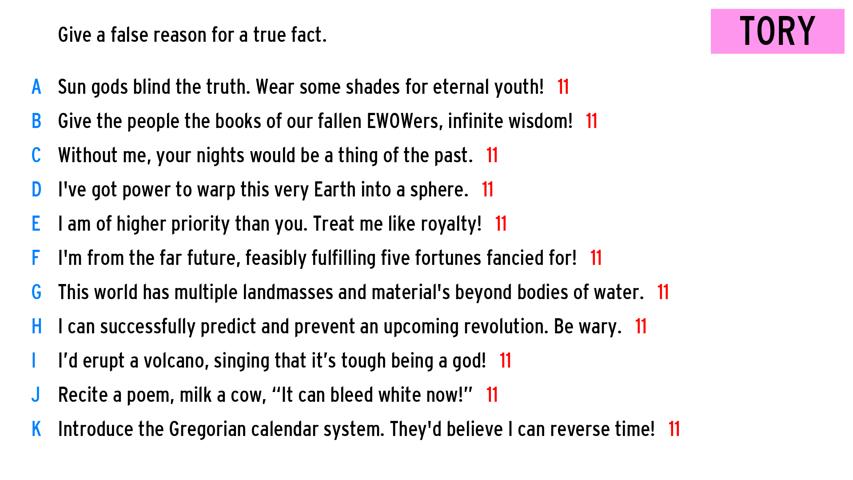 Give a false reason for a true fact.
TORY
A Sun gods blind the truth. Wear some shades for eternal youth! 11
B Give the people the books of our fallen EWOWers, infinite wisdom! 11
C Without me, your nights would be a thing of the past. 11
D I've got power to warp this very Earth into a sphere. 11
E I am of higher priority than you. Treat me like royalty! 11
F I'm from the far future, feasibly fulfilling five fortunes fancied for! 11
G This world has multiple landmasses and material's beyond bodies of water. 11
H I can successfully predict and prevent an upcoming revolution. Be wary. 11
I I’d erupt a volcano, singing that it’s tough being a god! 11
J Recite a poem, milk a cow, “It can bleed white now!” 11
K Introduce the Gregorian calendar system. They'd believe I can reverse time! 11